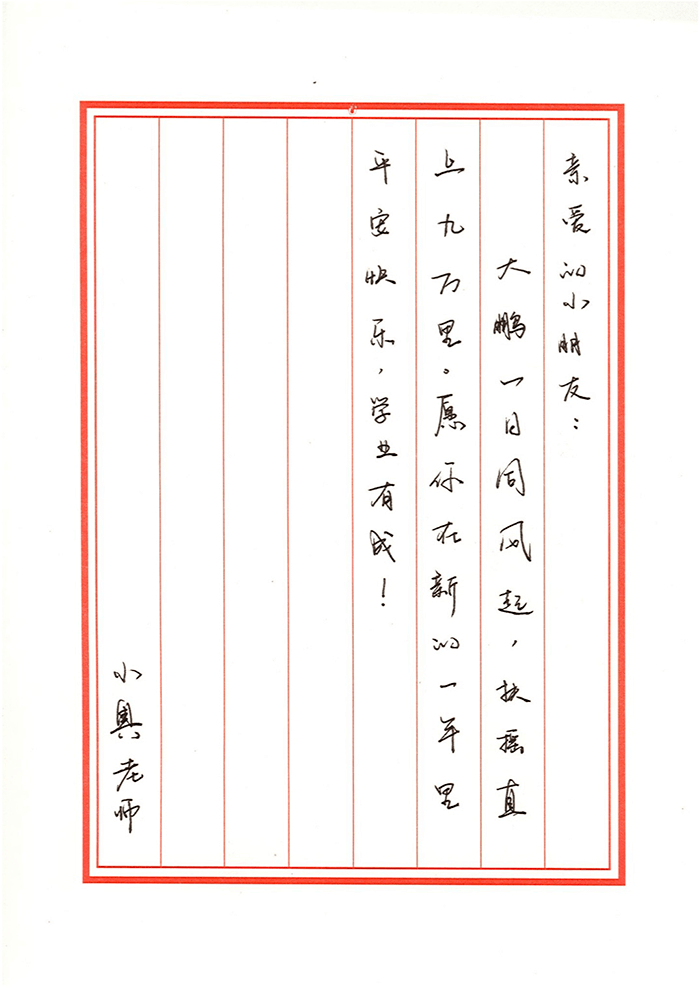 亲爱的小朋友：
大鹏一日同风起，扶摇直
上九万里。愿你在新的一年里
平安快乐，学业有成！
小奥老师